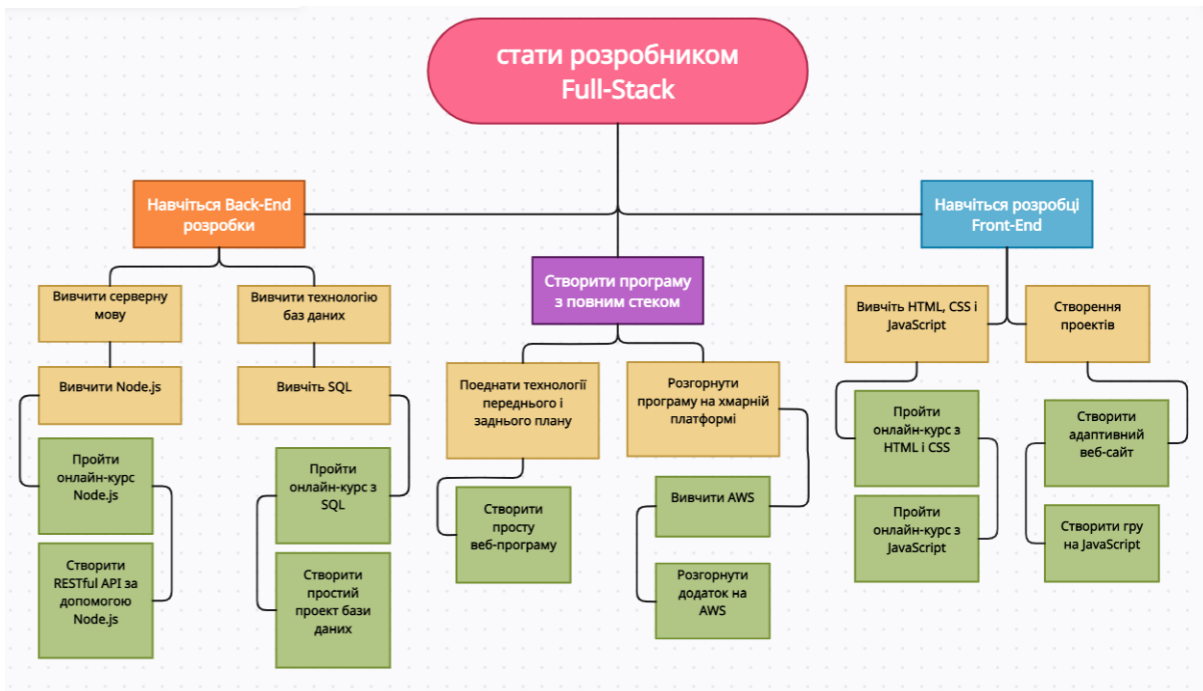 стати розробником
Full-Stack
Навчіться Back-End
розробки
Вивчити серверну
мову
Вивчити Node.js
Пройти
онлайн-курс
Node.js
Створити
RESTful API за
допомогою
Node.js
Вивчити технологію
баз даних
Вивчіть SQL
Пройти
онлайн-курс з
SQL
Створити
простий
проект бази
даних
Створити програму
з повним стеком
Поеднати технології
переднього і
заднього плану
Створити
просту
веб-програму
Розгорнути
програму на хмарній
платформі
Вивчити AWS
Розгорнути
додаток на
AWS
Навчіться розробці
Front-End
Вивчіть HTML, CSS і
JavaScript
Пройти
онлайн-курс з
HTML і CSS
Пройти
онлайн-курс з
JavaScript
Створення
проектів
Створити
адаптивний
веб-сайт
Створити гру
на JavaScript